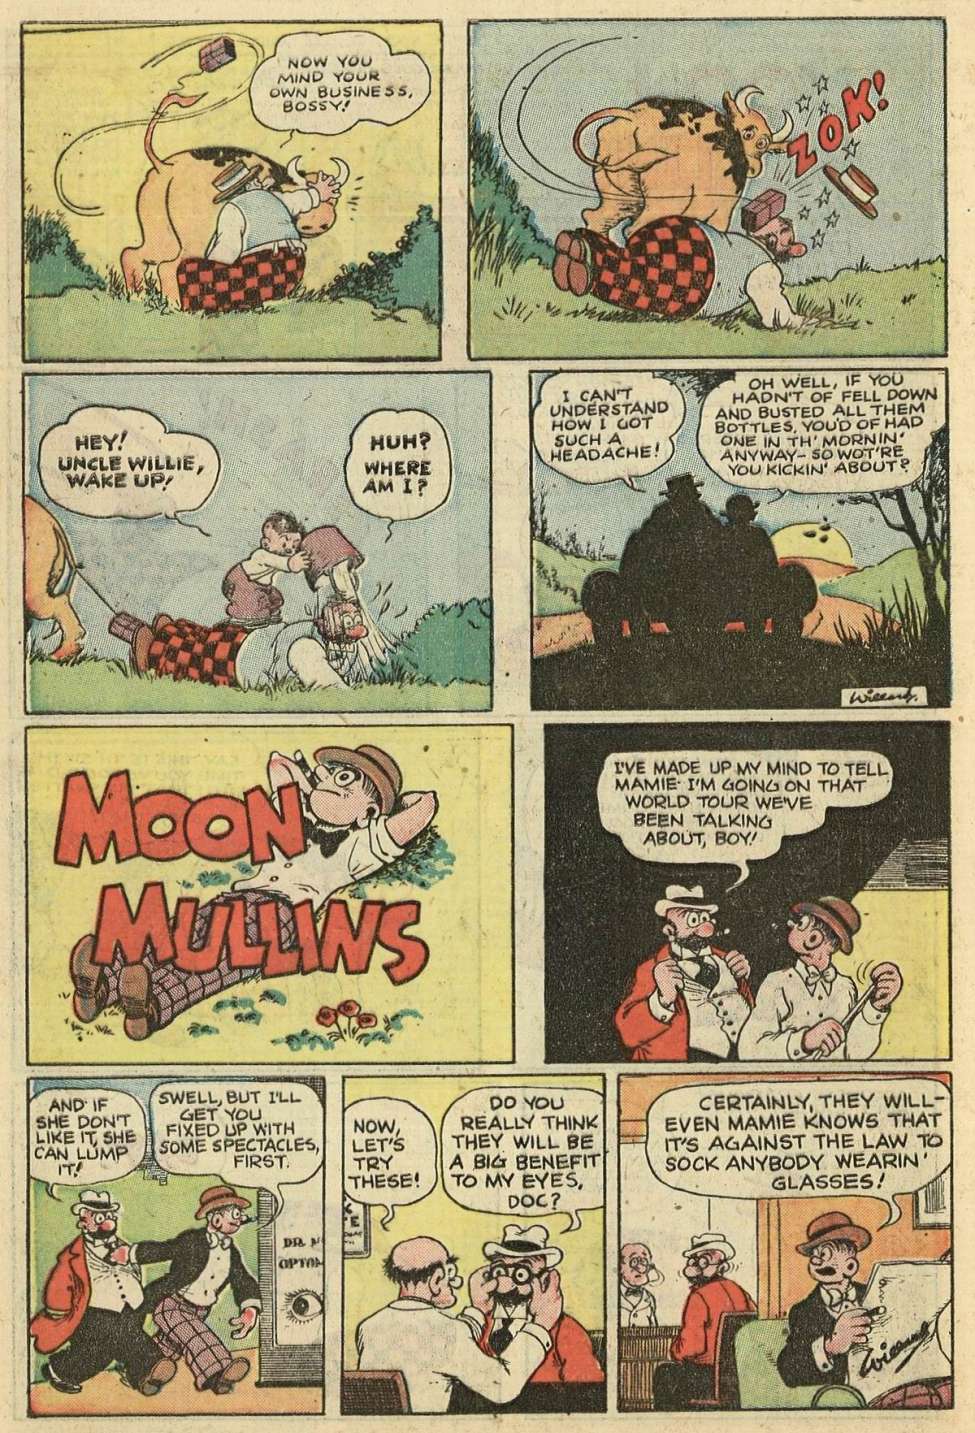 NOW YOU
MIND YOUR
OWN BUSINESS,
BOSSY!
ZOK!
HEY!
UNCLE WILLIE,
WAKE UP!
HUH?
WHERE
AM I?
I CAN'T
UNDERSTAND
HOW I GOT
SUCH A
HEADACHE!
OH WELL, IF YOU
HADN'T OF FELL DOWN
AND BUSTED ALL THEM
BOTTLES, YOU'D OF HAD
ONE IN TH' MORNIN'
ANYWAY- SO WOT'RE
YOU KICKIN' ABOUT?
Willard.
MOON
MULLINS
I'VE MADE UP MY MIND TO TELL
MAMIE I'M GOING ON THAT
WORLD TOUR WE'VE
BEEN TALKING
ABOUT, BOY!
AND IF
SHE DON'T
LIKE IT, SHE
CAN LUMP
IT!
SWELL, BUT I'LL
GET YOU
FIXED UP WITH
SOME SPECTACLES,
FIRST.
DR.
OPTOM
NOW,
LET'S
TRY
THESE!
DO YOU
REALLY THINK
THEY WILL BE
A BIG BENEFIT
TO MY EYES,
DOC?
CERTAINLY, THEY WILL-
EVEN MAMIE KNOWS THAT
IT'S AGAINST THE LAW TO
SOCK ANYBODY WEARIN'
GLASSES!
Willard